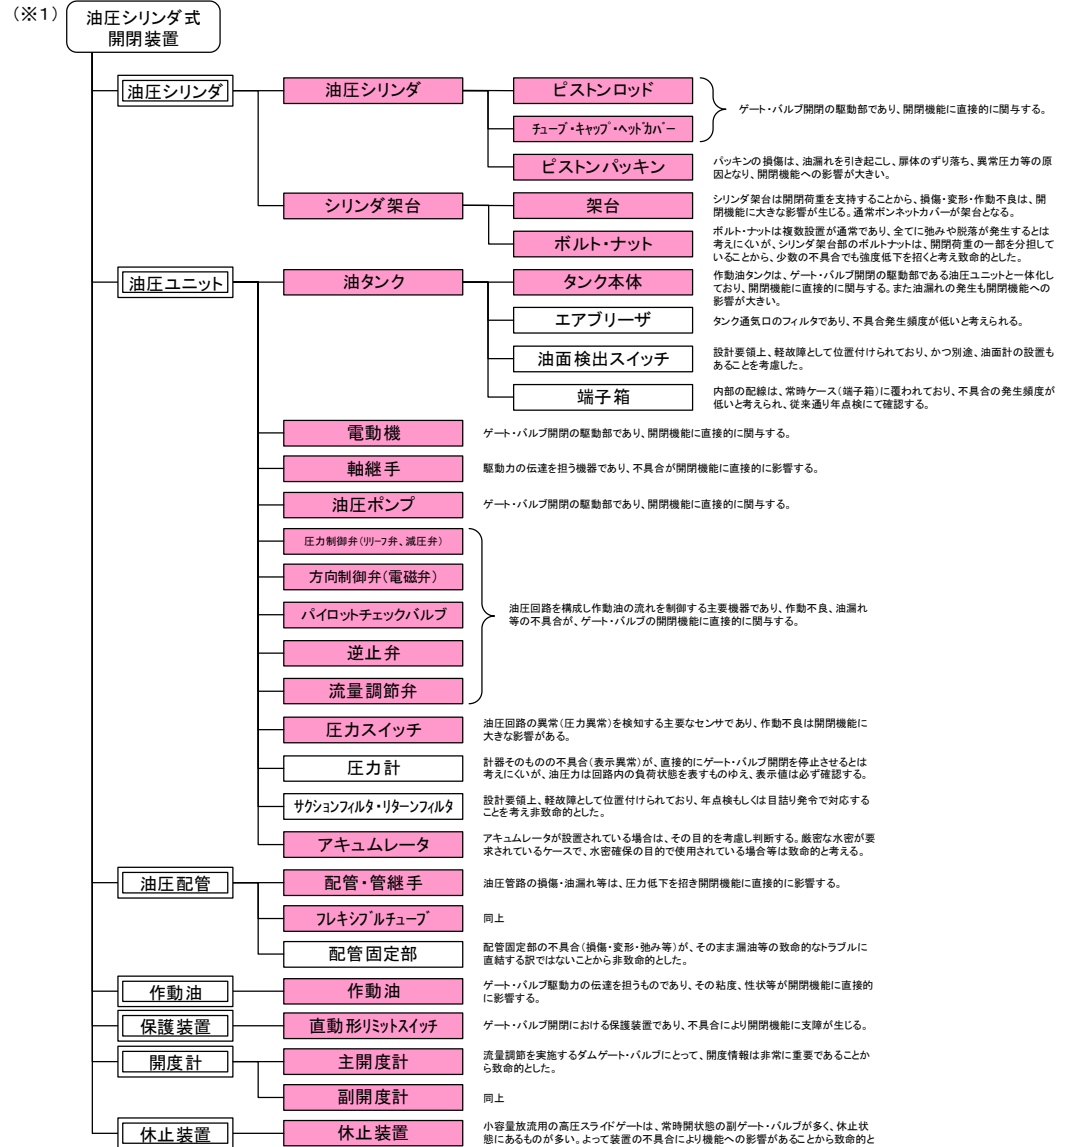 (※1)
油圧シリンダ式
開閉装置
油圧シリンダ
油圧シリンダ
ピストンロッド
チューブ・キャップ・ヘッドカバー
ゲート・バルブ開閉の駆動部であり、開閉機能に直接的に関与する。
ピストンパッキン
パッキンの損傷は、油漏れを引き起こし、扉体のずり落ち、異常圧力等の原
因となり、開閉機能への影響が大きい。
シリンダ架台
架台
シリンダ架台は開閉荷重を支持することから、損傷・変形・作動不良は、開
閉機能に大きな影響が生じる。通常ボンネットカバーが架台となる。
ボルト・ナット
ボルト・ナットは複数設置が通常であり、全てに弛みや脱落が発生するとは
考えにくいが、シリンダ架台部のボルトナットは、開閉荷重の一部を分担して
いることから、少数の不具合でも強度低下を招くと考え致命的とした。
油圧ユニット
油タンク
タンク本体
作動油タンクは、ゲート・バルブ開閉の駆動部である油圧ユニットと一体化し
ており、開閉機能に直接的に関与する。また油漏れの発生も開閉機能への
影響が大きい。
エアブリーザ
タンク通気口のフィルタであり、不具合発生頻度が低いと考えられる。
油面検出スイッチ
設計要領上、軽故障として位置付けられており、かつ別途、油面計の設置も
あることを考慮した。
端子箱
内部の配線は、常時ケース(端子箱)に覆われており、不具合の発生頻度が
低いと考えられ、従来通り年点検にて確認する。
電動機
ゲート・バルブ開閉の駆動部であり、開閉機能に直接的に関与する。
軸継手
駆動力の伝達を担う機器であり、不具合が開閉機能に直接的に影響する。
油圧ポンプ
ゲート・バルブ開閉の駆動部であり、開閉機能に直接的に関与する。
圧力制御弁(リリーフ弁、減圧弁)
方向制御弁(電磁弁)
パイロットチェックバルブ
逆止弁
流量調節弁
油圧回路を構成し作動油の流れを制御する主要機器であり、作動不良、油漏れ
等の不具合が、ゲート・バルブの開閉機能に直接的に関与する。
圧力スイッチ
油圧回路の異常(圧力異常)を検知する主要なセンサであり、作動不良は開閉機能に
大きな影響がある。
圧力計
計器そのものの不具合(表示異常)が、直接的にゲート・バルブ開閉を停止させるとは
考えにくいが、油圧力は回路内の負荷状態を表すものゆえ、表示値は必ず確認する。
サクションフィルタ・リターンフィルタ
設計要領上、軽故障として位置付けられており、年点検もしくは目詰り発令で対応する
ことを考え非致命的とした。
アキュムレータ
アキュムレータが設置されている場合は、その目的を考慮し判断する。厳密な水密が要
求されているケースで、水密確保の目的で使用されている場合等は致命的と考える。
油圧配管
配管・管継手
油圧管路の損傷・油漏れ等は、圧力低下を招き開閉機能に直接的に影響する。
フレキシブルチューブ
同上
配管固定部
配管固定部の不具合(損傷・変形・弛み等)が、そのまま漏油等の致命的なトラブルに
直結する訳ではないことから非致命的とした。
作動油
作動油
ゲート・バルブ駆動力の伝達を担うものであり、その粘度、性状等が開閉機能に直接的
に影響する。
保護装置
直動形リミットスイッチ
ゲート・バルブ開閉における保護装置であり、不具合により開閉機能に支障が生じる。
開度計
主開度計
流量調節を実施するダムゲート・バルブにとって、開度情報は非常に重要であることか
ら致命的とした。
副開度計
同上
休止装置
休止装置
小容量放流用の高圧スライドゲートは、常時開状態の副ゲート・バルブが多く、休止状
態にあるものが多い。よって装置の不具合により機能への影響があることから致命的と